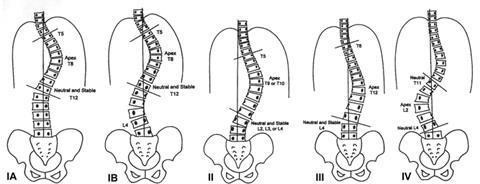 T5
Apex
T8
Neutral and Stable
T12
IA
T5
Apex
T8
Neutral and Stable
T12
L4
IB
T5
Apex
T9 or T10
Neutral and Stable
L2, L3, or L4
II
T6
Apex
T12
Neutral and Stable
L4
III
Neutral
T11
Apex
L2
Neutral L4
IV